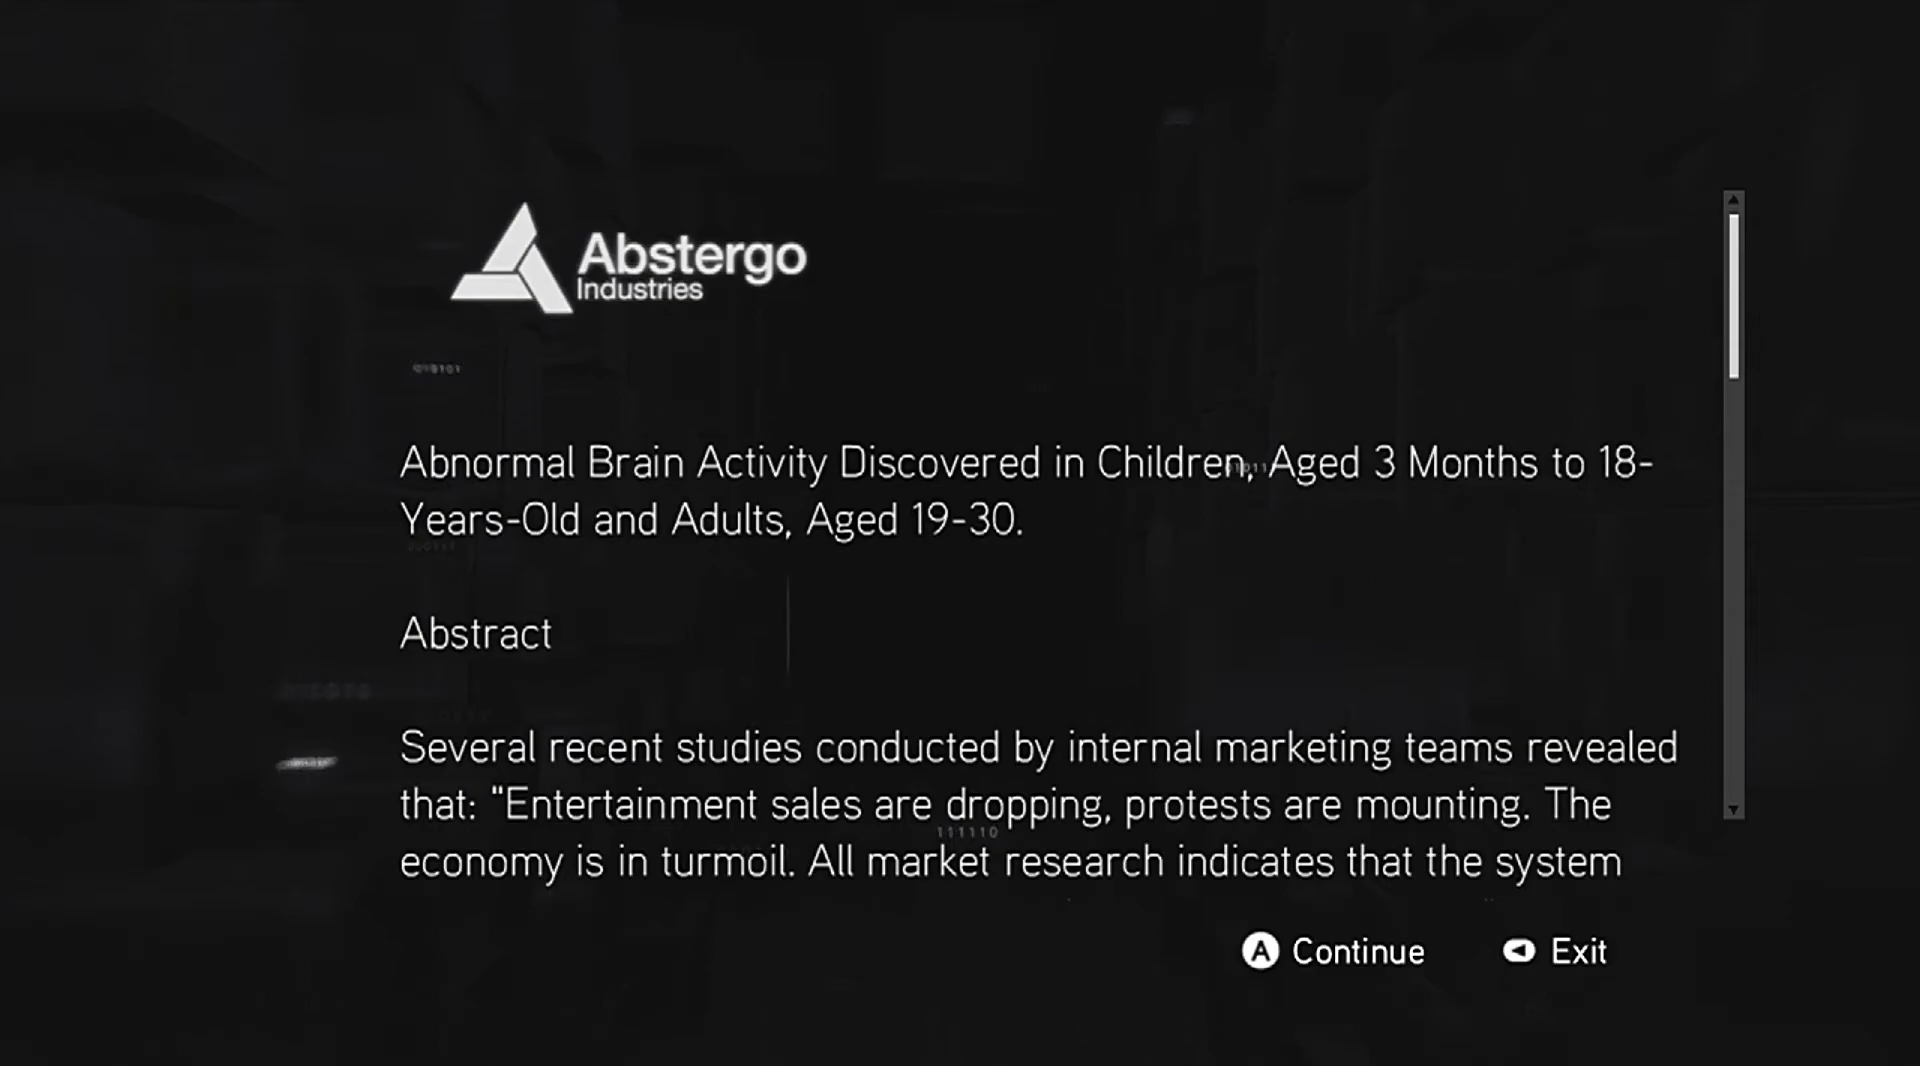 Abstergo
Industries
Abnormal Brain Activity Discovered in Children, Aged 3 Months to 18-
Years-Old and Adults, Aged 19-30.
Abstract
Several recent studies conducted by internal marketing teams revealed
that: "Entertainment sales are dropping, protests are mounting. The
111110
economy is in turmoil. All market research indicates that the system
A Continue
Exit